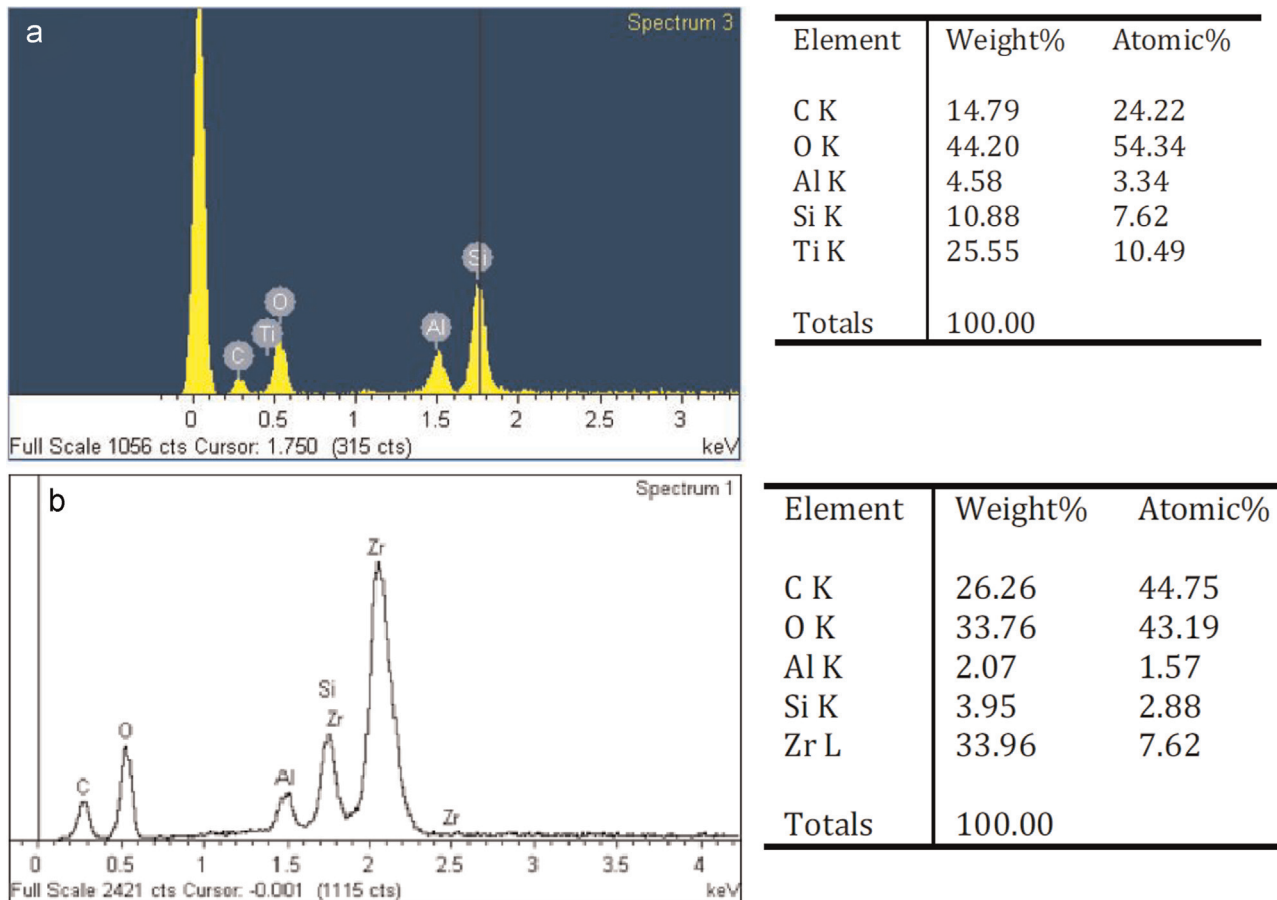 a
Spectrum 3
Si
O
Ti
Al
C
0 0.5 1 1.5 2 2.5 3
Full Scale 1056 cts Cursor: 1.750 (315 cts) keV
Element Weight% Atomic%
C K 14.79 24.22
O K 44.20 54.34
Al K 4.58 3.34
Si K 10.88 7.62
Ti K 25.55 10.49
Totals 100.00
b
Spectrum 1
Zr
Si
Zr
O
Al
C
Zr
0 0.5 1 1.5 2 2.5 3 3.5 4
Full Scale 2421 cts Cursor: -0.001 (1115 cts) keV
Element Weight% Atomic%
C K 26.26 44.75
O K 33.76 43.19
Al K 2.07 1.57
Si K 3.95 2.88
Zr L 33.96 7.62
Totals 100.00